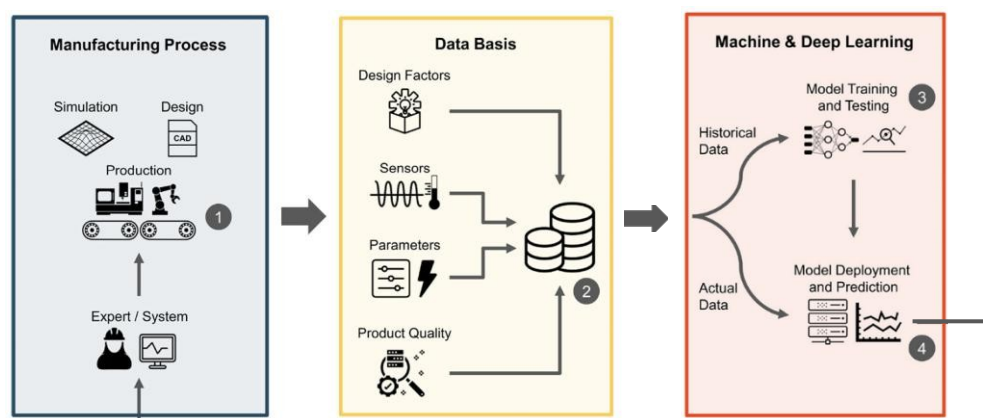 Manufacturing Process
Simulation
Design
CAD
Production
1
Expert / System
Data Basis
Design Factors
Sensors
Parameters
2
Product Quality
Machine & Deep Learning
Model Training
and Testing
3
Historical
Data
Model Deployment
and Prediction
Actual
Data
4